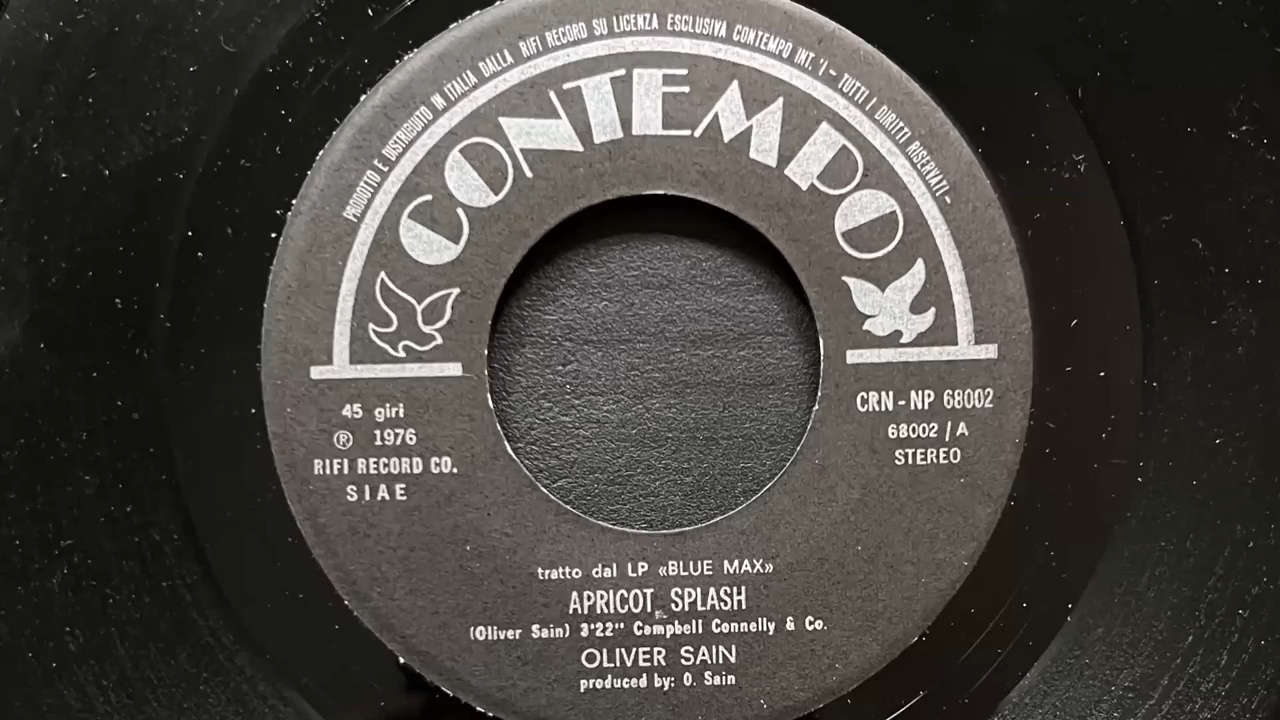 PRODOTTO E DISTRIBUITO IN ITALIA DALLA RIFI RECORD SU LICENZA ESCLUSIVA CONTEMPO INT. 'l - TUTTI I DIRITTI RISERVATI -
CONTEMPO
45 giri
Ⓡ 1976
RIFI RECORD CO.
SIAE
CRN - NP 68002
68002 / A
STEREO
tratto dal LP «BLUE MAX»
APRICOT SPLASH
(Oliver Sain) 3'22" Campbell Connelly & Co.
OLIVER SAIN
produced by: O. Sain